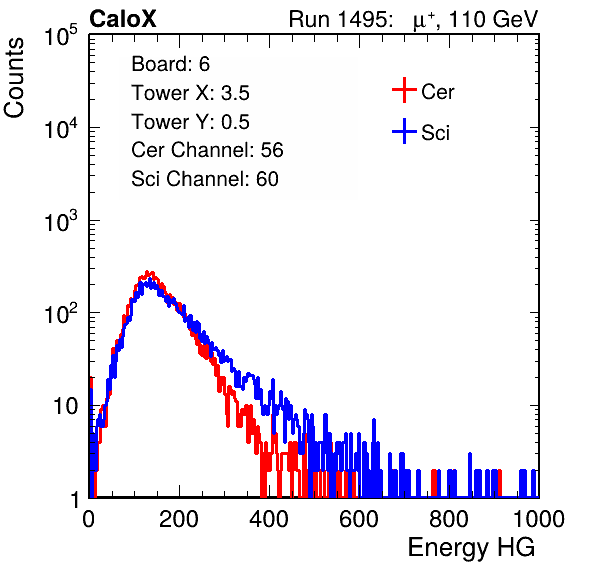 CaloX Run 1495: μ⁺, 110 GeV
Board: 6
Tower X: 3.5
Tower Y: 0.5
Cer Channel: 56
Sci Channel: 60
Cer
Sci
Counts
10⁵
10⁴
10³
10²
10
1
0 200 400 600 800 1000
Energy HG